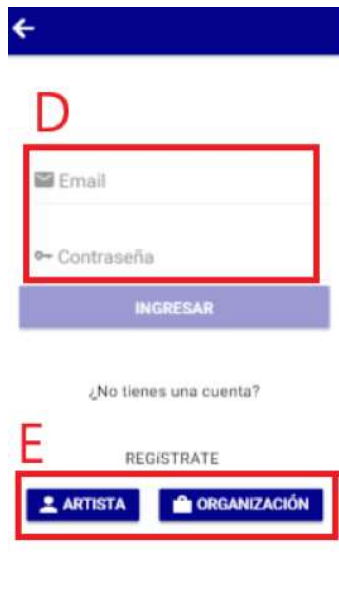 D
Email
Contraseña
INGRESAR
¿No tienes una cuenta?
E
REGíSTRATE
ARTISTA ORGANIZACIÓN